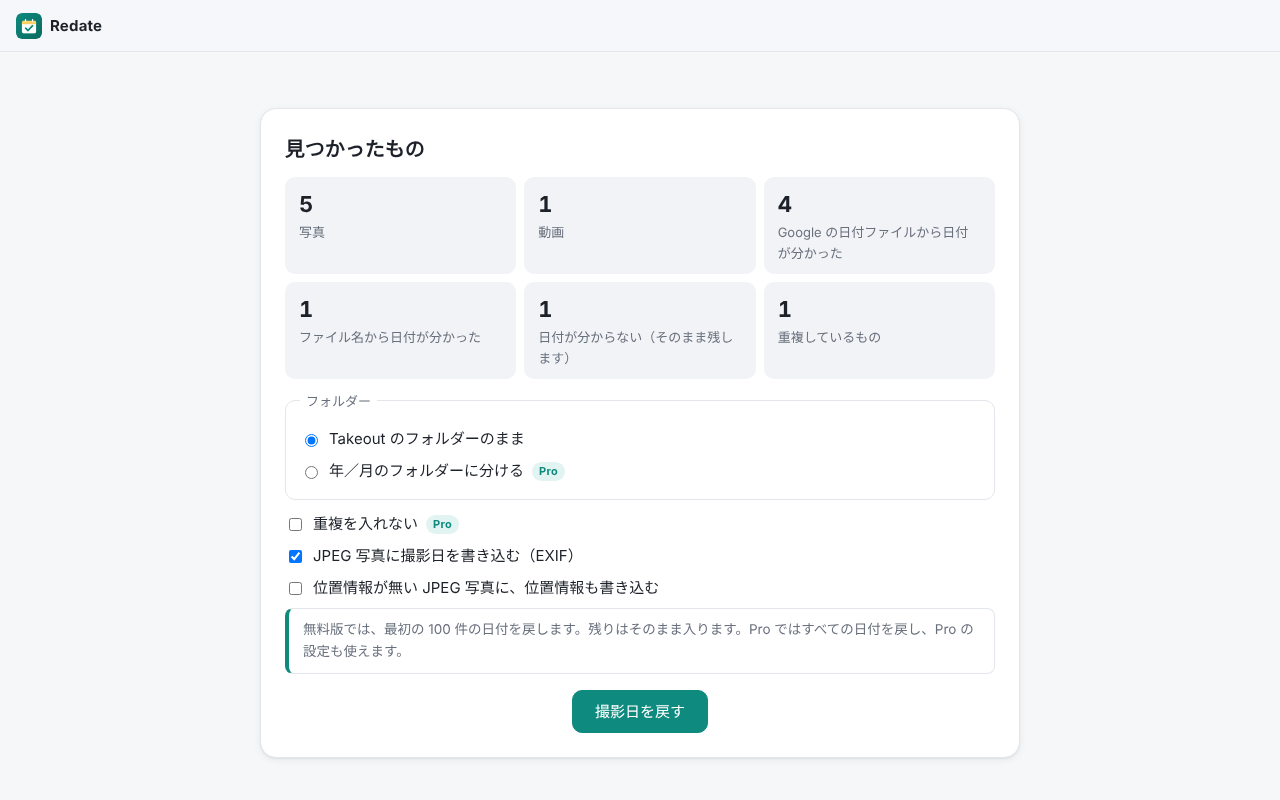 Redate
見つかったもの
5
写真
1
動画
4
Google の日付ファイルから日付
が分かった
1
ファイル名から日付が分かった
1
日付が分からない（そのまま残し
ます）
1
重複しているもの
フォルダー
Takeout のフォルダーのまま
年／月のフォルダーに分ける Pro
重複を入れない Pro
JPEG 写真に撮影日を書き込む（EXIF）
位置情報が無い JPEG 写真に、位置情報も書き込む
無料版では、最初の 100 件の日付を戻します。残りはそのまま入ります。Pro ではすべての日付を戻し、Pro の
設定も使えます。
撮影日を戻す